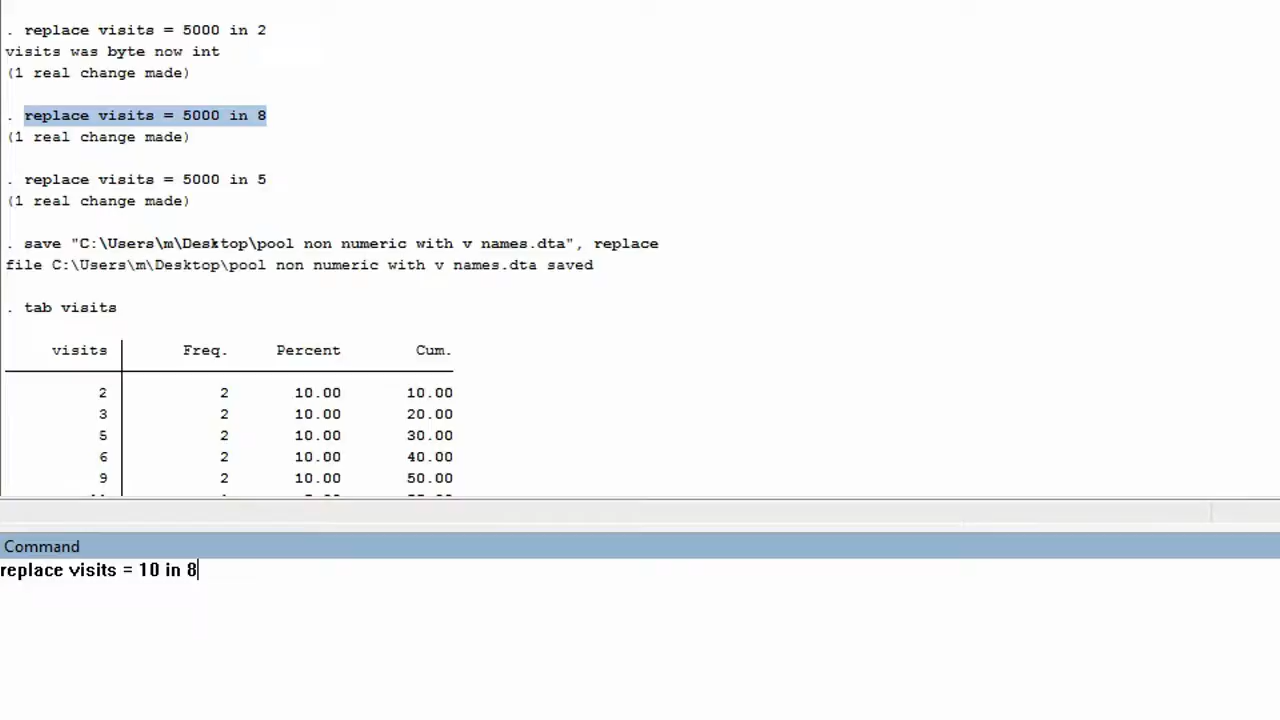 . replace visits = 5000 in 2
visits was byte now int
(1 real change made)
. replace visits = 5000 in 8
(1 real change made)
. replace visits = 5000 in 5
(1 real change made)
. save "C:\Users\m\Desktop\pool non numeric with v names.dta", replace
file C:\Users\m\Desktop\pool non numeric with v names.dta saved
. tab visits
visits Freq. Percent Cum.
2 2 10.00 10.00
3 2 10.00 20.00
5 2 10.00 30.00
6 2 10.00 40.00
9 2 10.00 50.00
Command
replace visits = 10 in 8